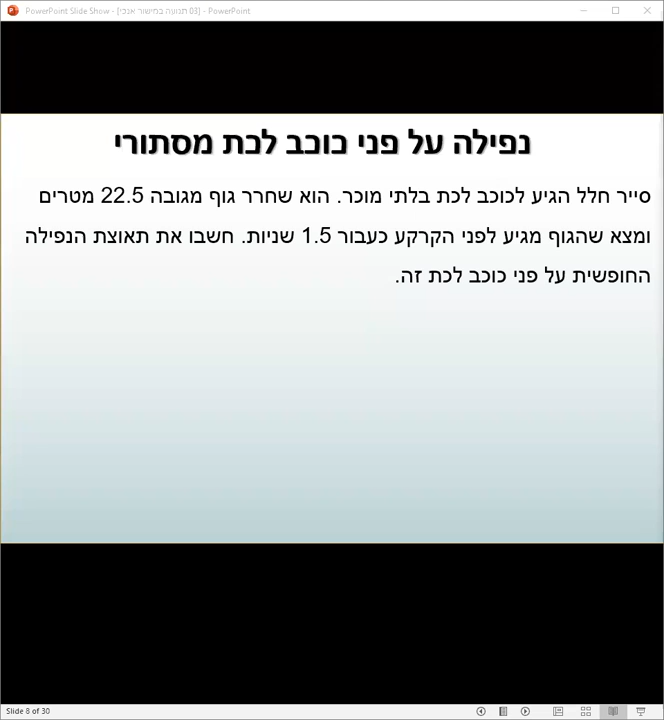 PowerPoint Slide Show - [03 תנועה במישור אנכי] - PowerPoint
נפילה על פני כוכב לכת מסתורי
סייר חלל הגיע לכוכב לכת בלתי מוכר. הוא שחרר גוף מגובה 22.5 מטרים
ומצא שהגוף מגיע לפני הקרקע כעבור 1.5 שניות. חשבו את תאוצת הנפילה
החופשית על פני כוכב לכת זה.
Slide 8 of 30